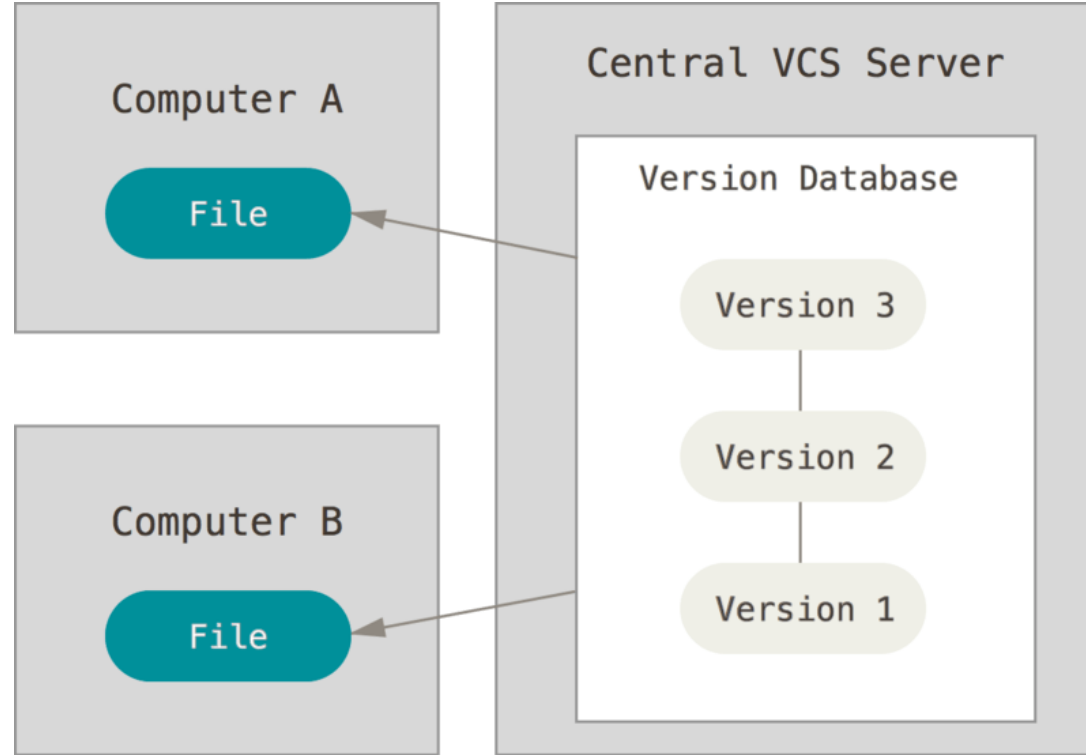 Computer A
File
Computer B
File
Central VCS Server
Version Database
Version 3
Version 2
Version 1